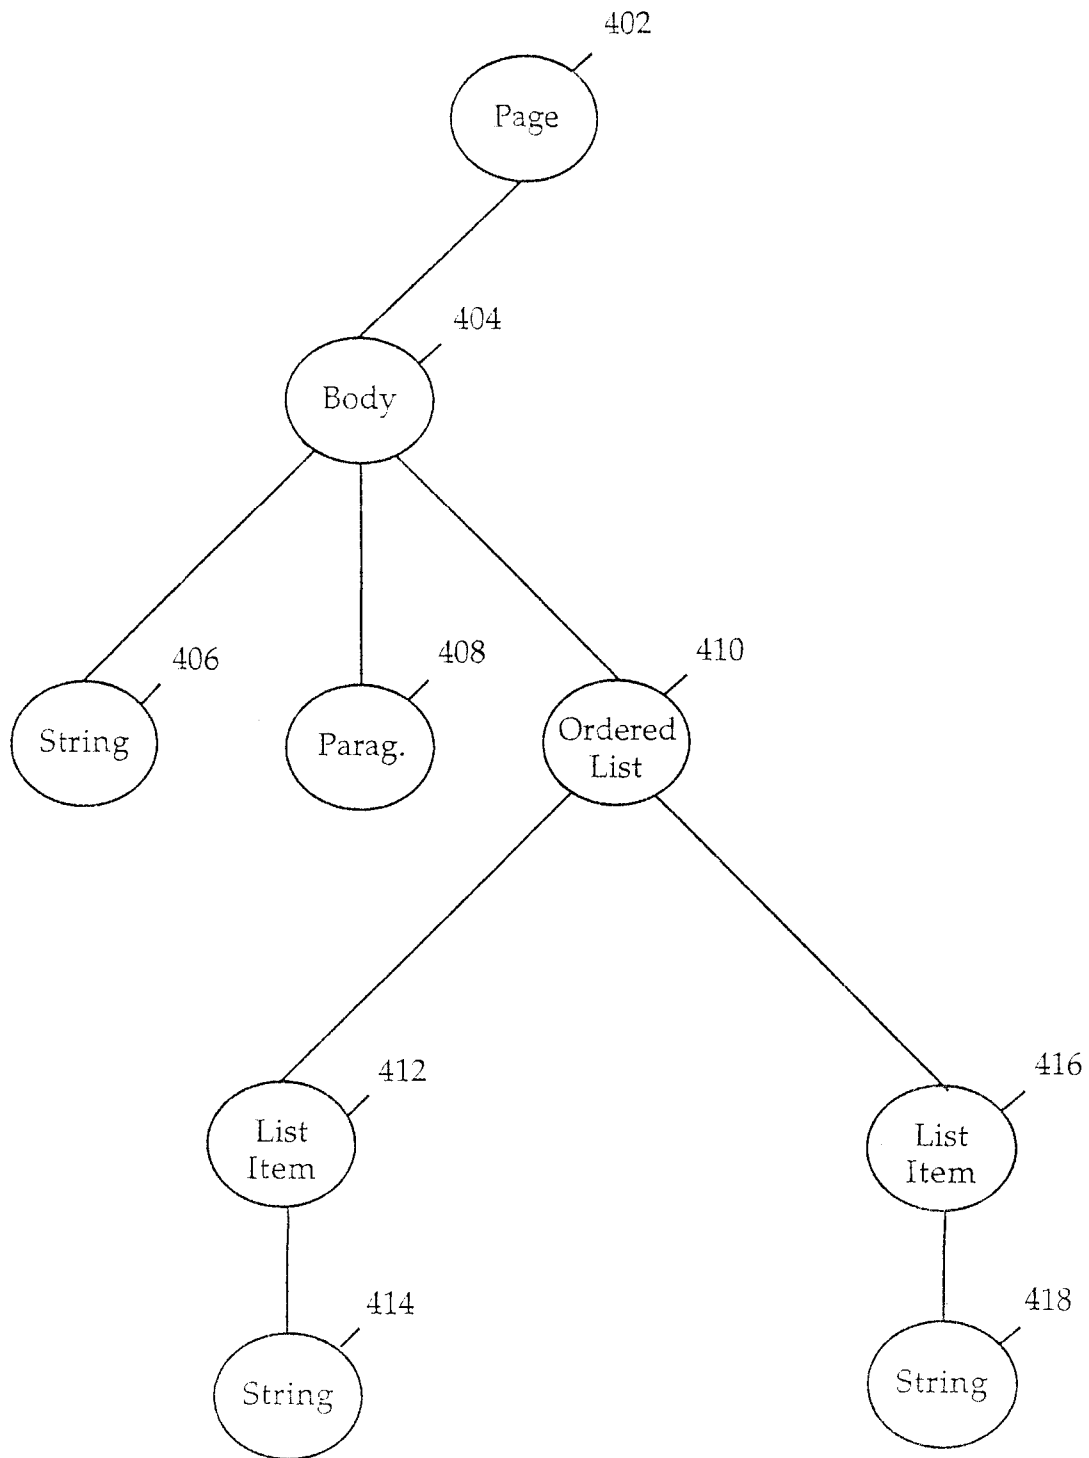 402
Page
404
Body
406
408
410
String
Parag.
Ordered
List
412
416
List
Item
List
Item
414
418
String
String